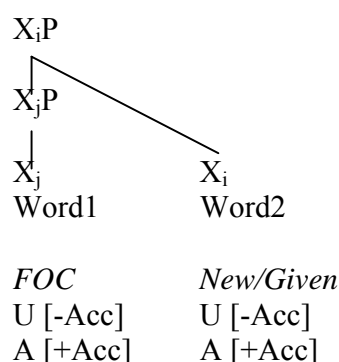 XᵢP
XⱼP
Xⱼ Xᵢ
Word1 Word2
FOC New/Given
U [-Acc] U [-Acc]
A [+Acc] A [+Acc]